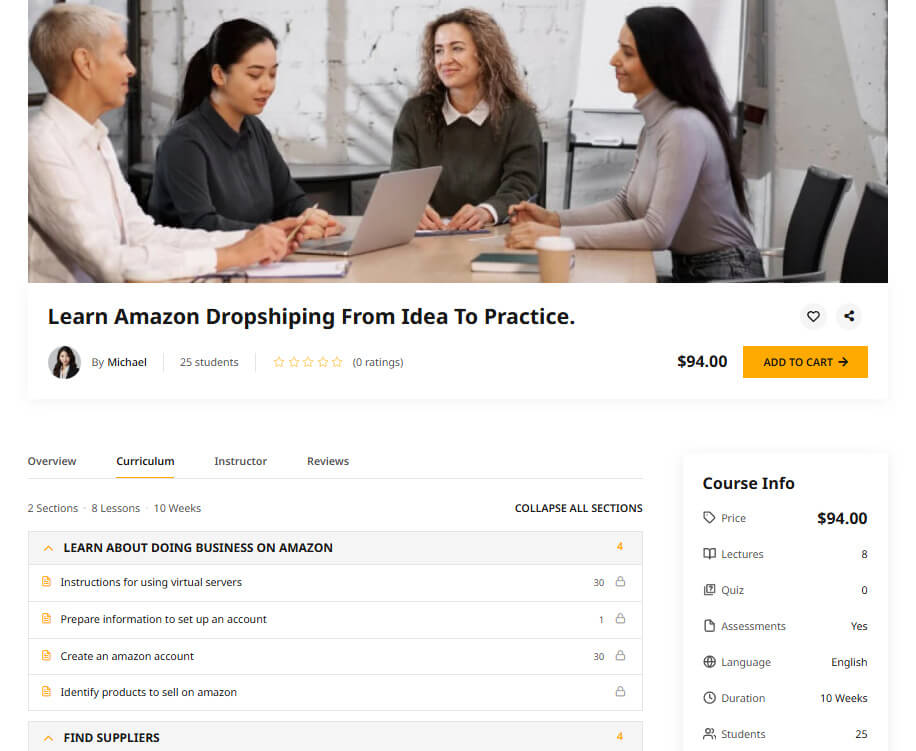 Learn Amazon Dropshiping From Idea To Practice.
By Michael 25 students (0 ratings) $94.00 ADD TO CART
Overview Curriculum Instructor Reviews
2 Sections · 8 Lessons · 10 Weeks COLLAPSE ALL SECTIONS
LEARN ABOUT DOING BUSINESS ON AMAZON 4
Instructions for using virtual servers 30
Prepare information to set up an account 1
Create an amazon account 30
Identify products to sell on amazon
FIND SUPPLIERS 4
Course Info
Price $94.00
Lectures 8
Quiz 0
Assessments Yes
Language English
Duration 10 Weeks
Students 25